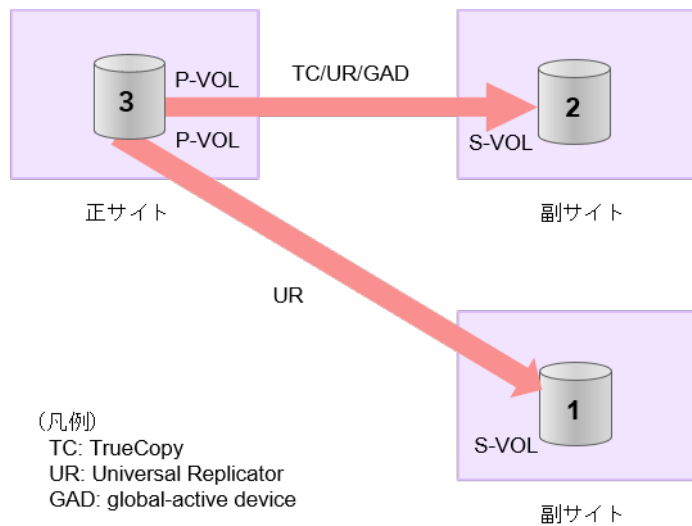 P-VOL
TC/UR/GAD
3
2
P-VOL
S-VOL
正サイト
副サイト
UR
1
S-VOL
(凡例)
TC: TrueCopy
UR: Universal Replicator
GAD: global-active device
副サイト